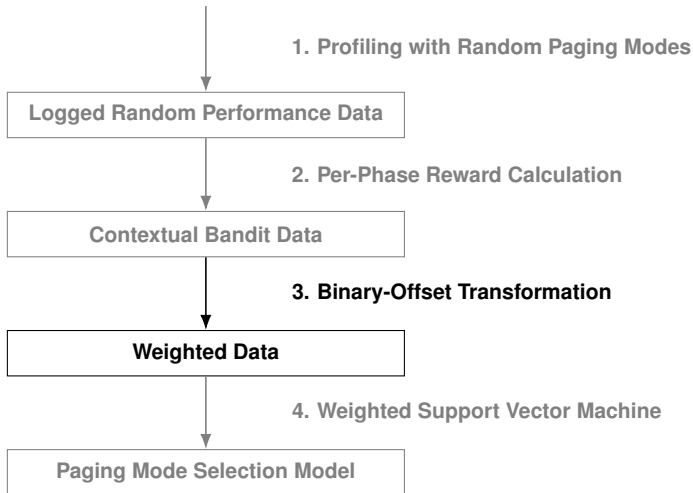 1. Profiling with Random Paging Modes
Logged Random Performance Data
2. Per-Phase Reward Calculation
Contextual Bandit Data
3. Binary-Offset Transformation
Weighted Data
4. Weighted Support Vector Machine
Paging Mode Selection Model